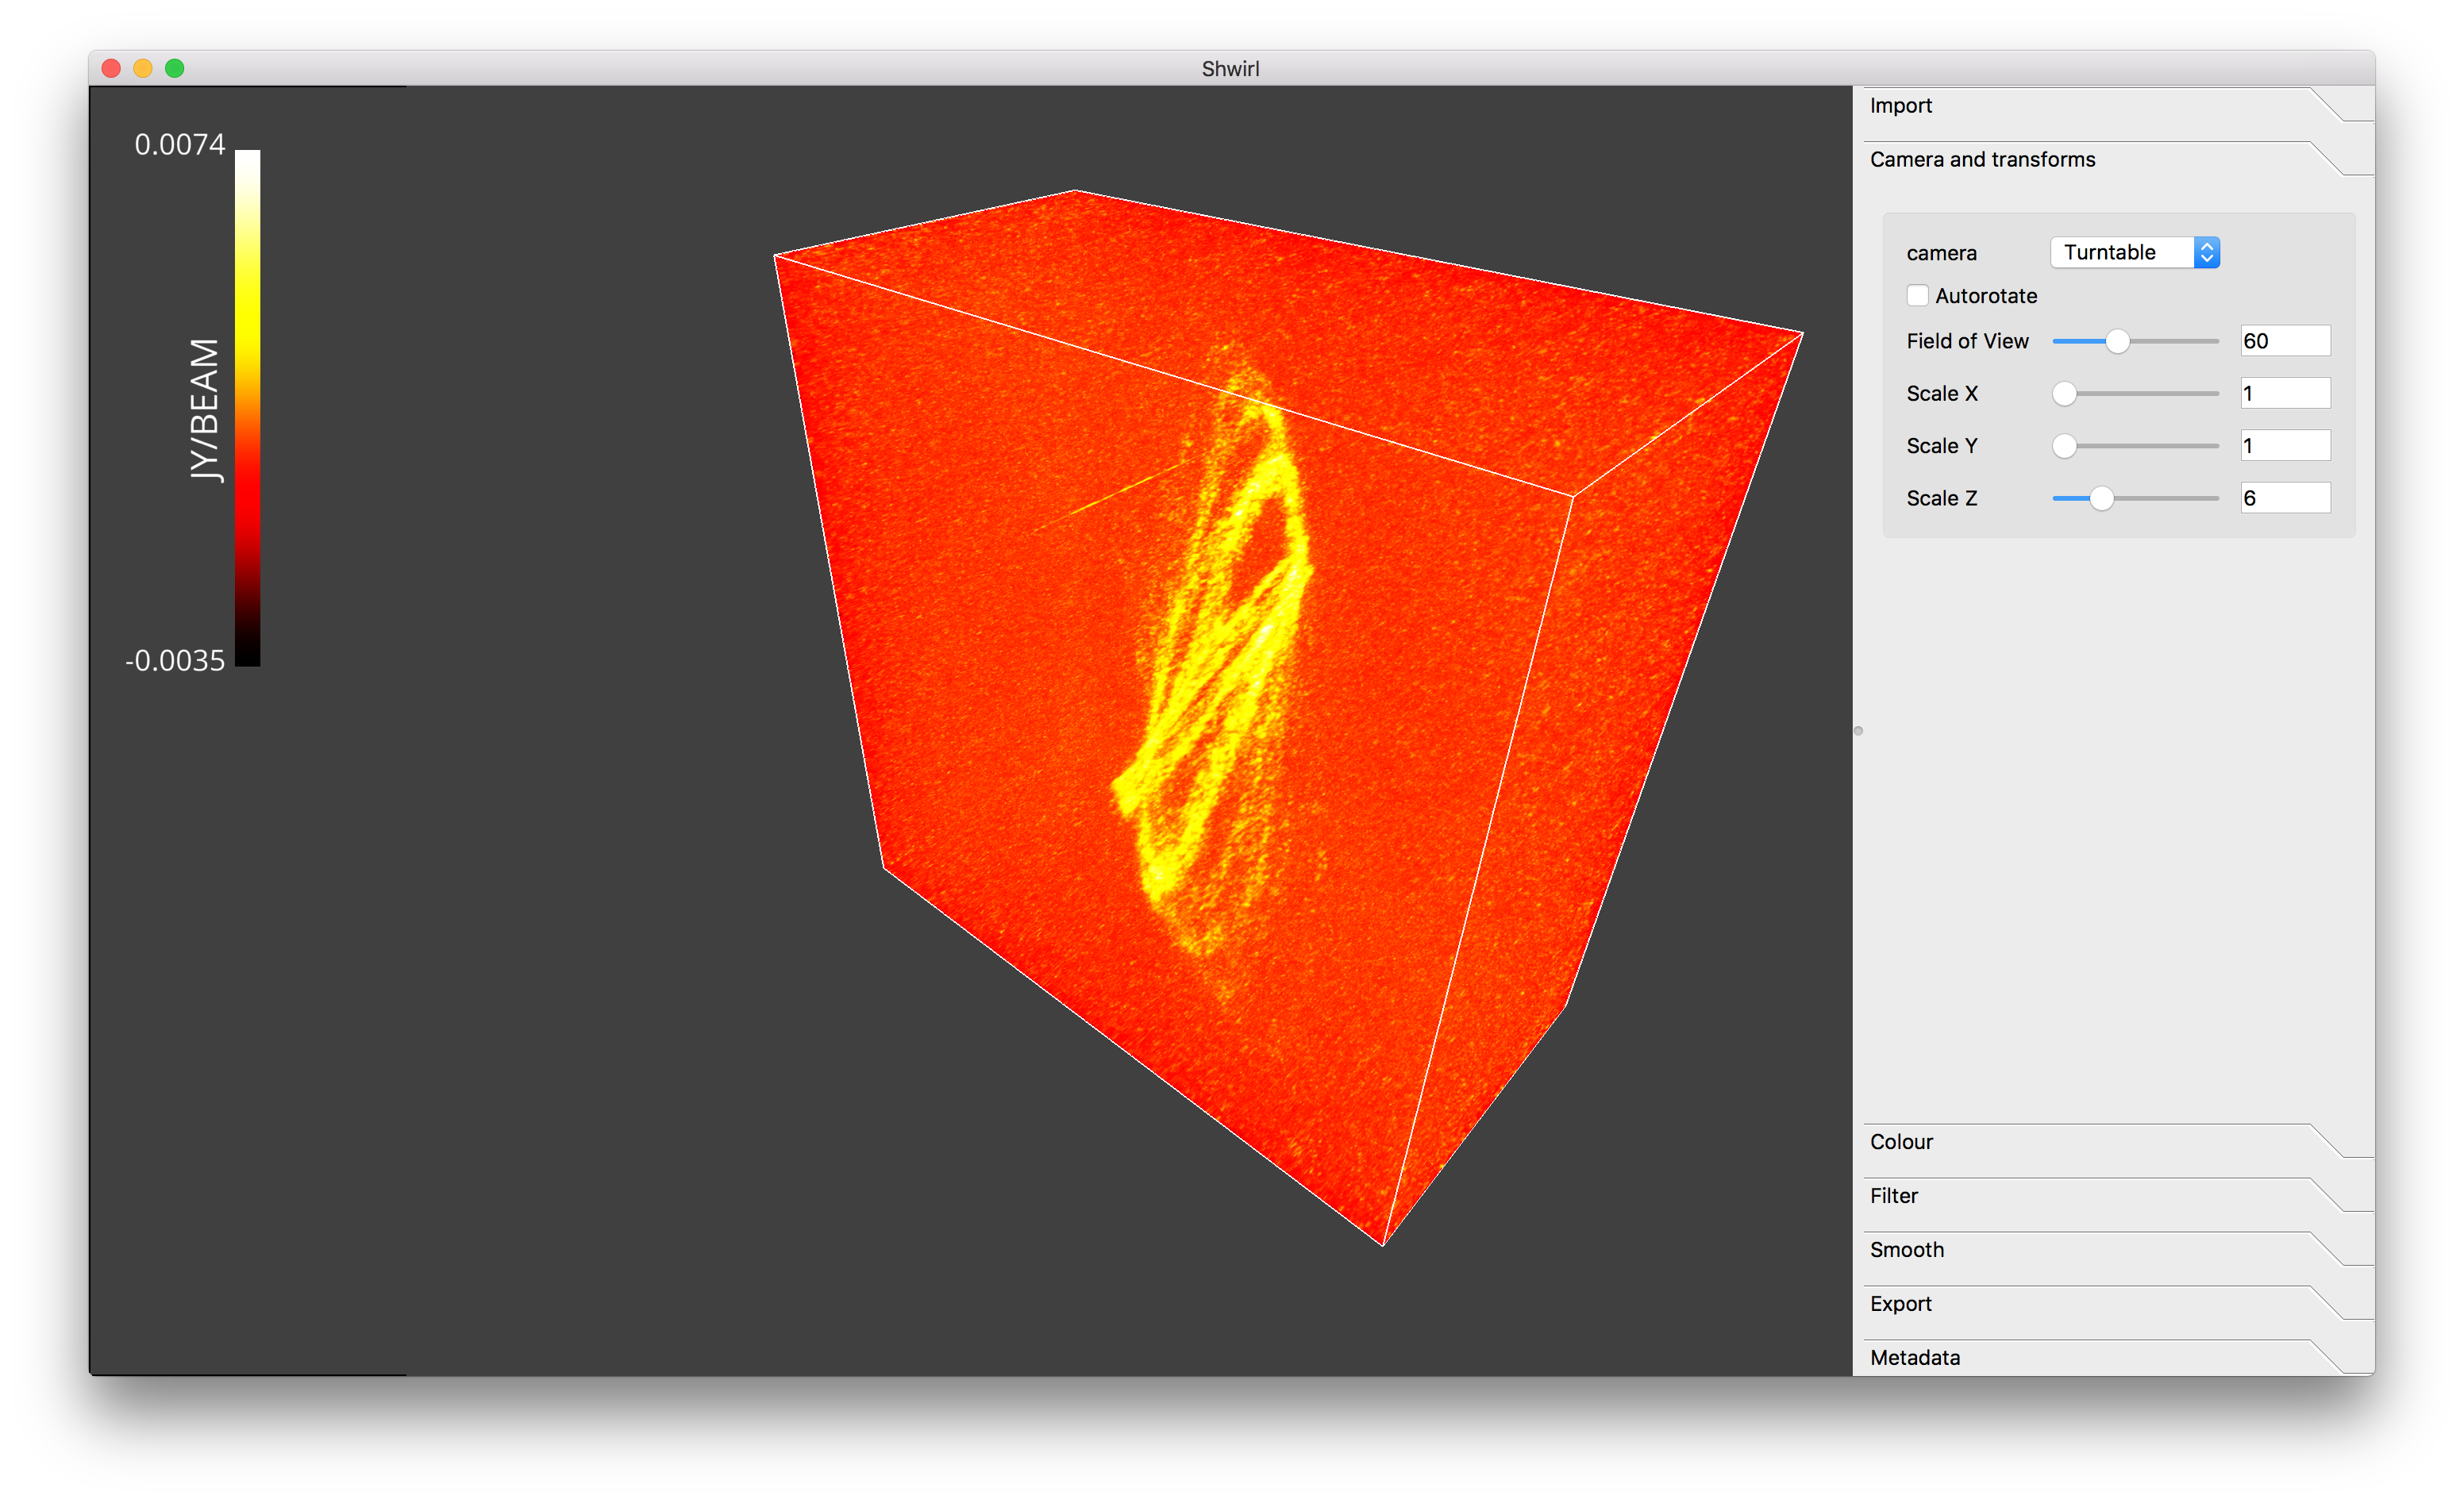 Shwirl
0.0074
JY/BEAM
-0.0035
Import
Camera and transforms
camera Turntable
Autorotate
Field of View 60
Scale X 1
Scale Y 1
Scale Z 6
Colour
Filter
Smooth
Export
Metadata